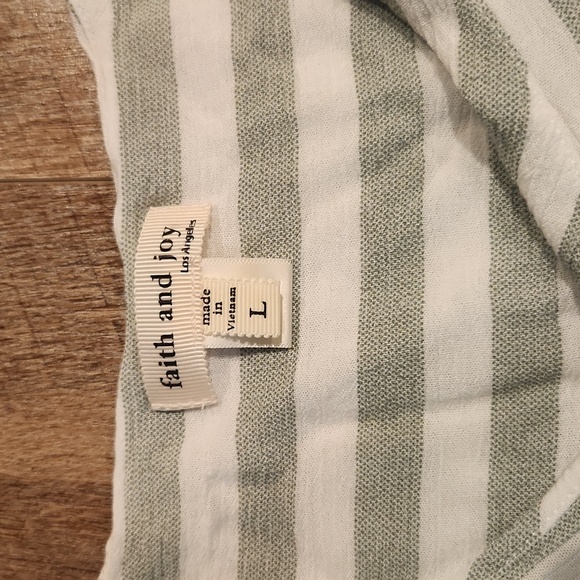 faith and joy
Los Angeles
made
in
Vietnam
L